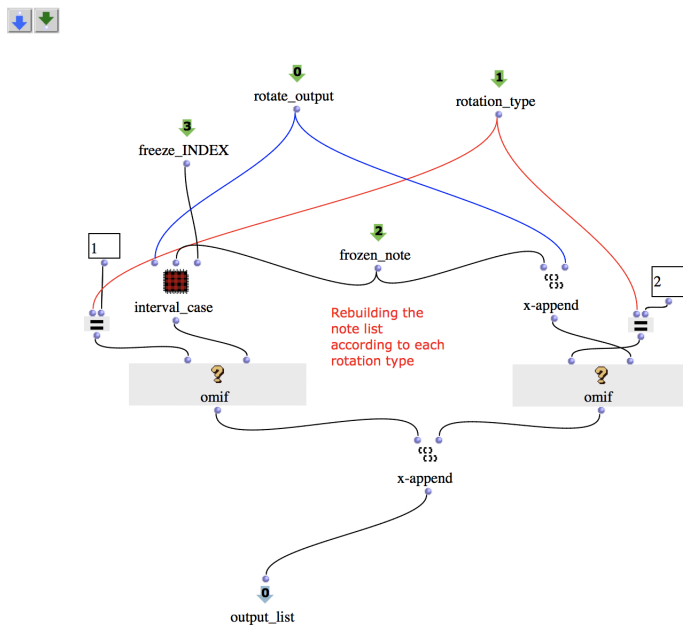 0
1
rotate_output
rotation_type
3
freeze_INDEX
2
1
frozen_note
2
interval_case
x-append
Rebuilding the
note list
according to each
rotation type
=
=
?
?
omif
omif
x-append
0
output_list